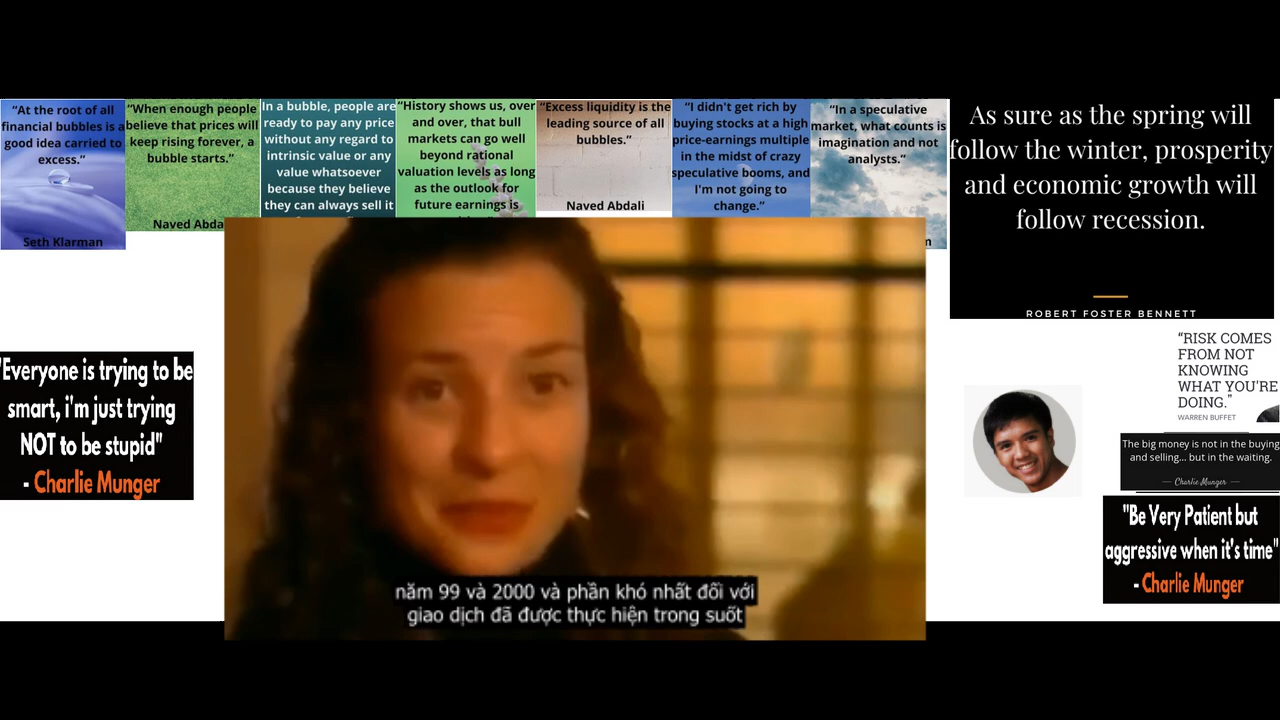 “At the root of all
financial bubbles is a
good idea carried to
excess.”
Seth Klarman
“When enough people
believe that prices will
keep rising forever, a
bubble starts.”
Naved Abda
In a bubble, people are
ready to pay any price
without any regard to
intrinsic value or any
value whatsoever
because they believe
they can always sell it
“History shows us, over
and over, that bull
markets can go well
beyond rational
valuation levels as long
as the outlook for
future earnings is
“Excess liquidity is the
leading source of all
bubbles.”
Naved Abdali
“I didn't get rich by
buying stocks at a high
price-earnings multiple
in the midst of crazy
speculative booms, and
I'm not going to
change.”
“In a speculative
market, what counts is
imagination and not
analysts.”
As sure as the spring will
follow the winter, prosperity
and economic growth will
follow recession.
ROBERT FOSTER BENNETT
"Everyone is trying to be
smart, i'm just trying
NOT to be stupid"
- Charlie Munger
“RISK COMES
FROM NOT
KNOWING
WHAT YOU'RE
DOING.”
WARREN BUFFET
The big money is not in the buying
and selling... but in the waiting.
— Charlie Munger —
"Be Very Patient but
aggressive when it's time"
- Charlie Munger
năm 99 và 2000 và phần khó nhất đối với
giao dịch đã được thực hiện trong suốt